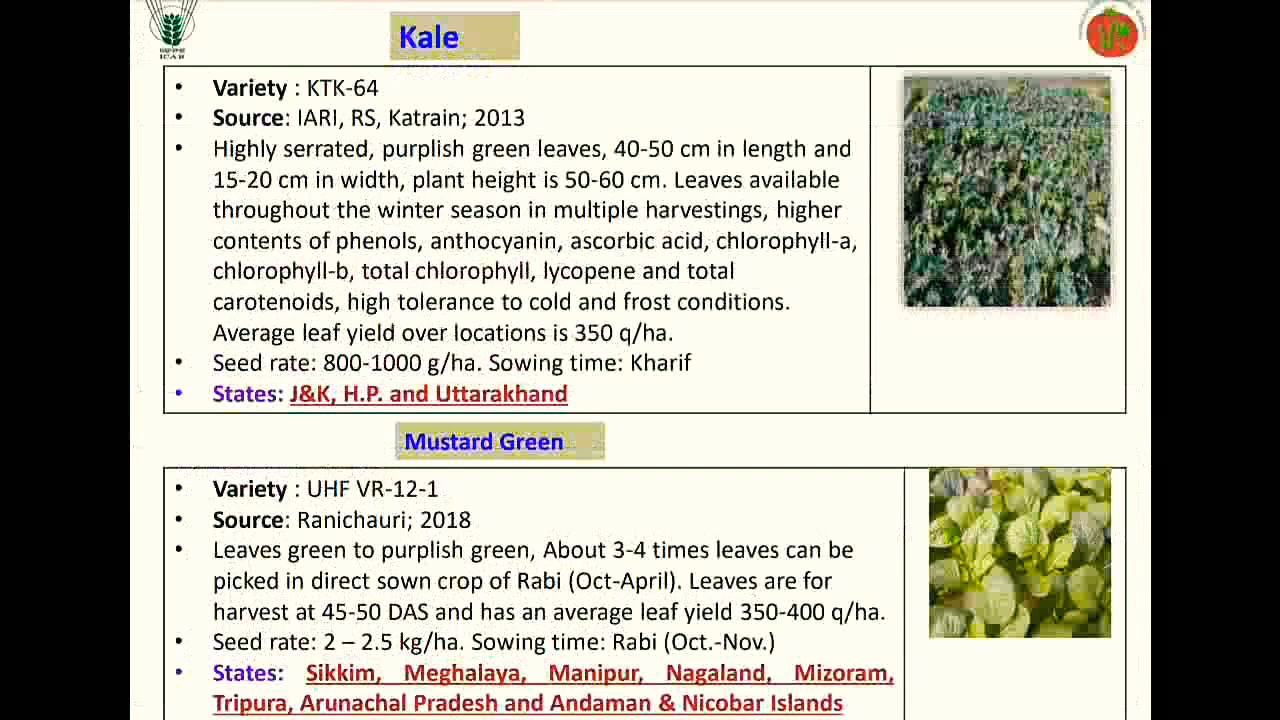 ICAR
Kale
• Variety : KTK-64
• Source: IARI, RS, Katrain; 2013
• Highly serrated, purplish green leaves, 40-50 cm in length and
15-20 cm in width, plant height is 50-60 cm. Leaves available
throughout the winter season in multiple harvestings, higher
contents of phenols, anthocyanin, ascorbic acid, chlorophyll-a,
chlorophyll-b, total chlorophyll, lycopene and total
carotenoids, high tolerance to cold and frost conditions.
Average leaf yield over locations is 350 q/ha.
• Seed rate: 800-1000 g/ha. Sowing time: Kharif
• States: J&K, H.P. and Uttarakhand
Mustard Green
• Variety : UHF VR-12-1
• Source: Ranichauri; 2018
• Leaves green to purplish green, About 3-4 times leaves can be
picked in direct sown crop of Rabi (Oct-April). Leaves are for
harvest at 45-50 DAS and has an average leaf yield 350-400 q/ha.
• Seed rate: 2 – 2.5 kg/ha. Sowing time: Rabi (Oct.-Nov.)
• States: Sikkim, Meghalaya, Manipur, Nagaland, Mizoram,
Tripura, Arunachal Pradesh and Andaman & Nicobar Islands